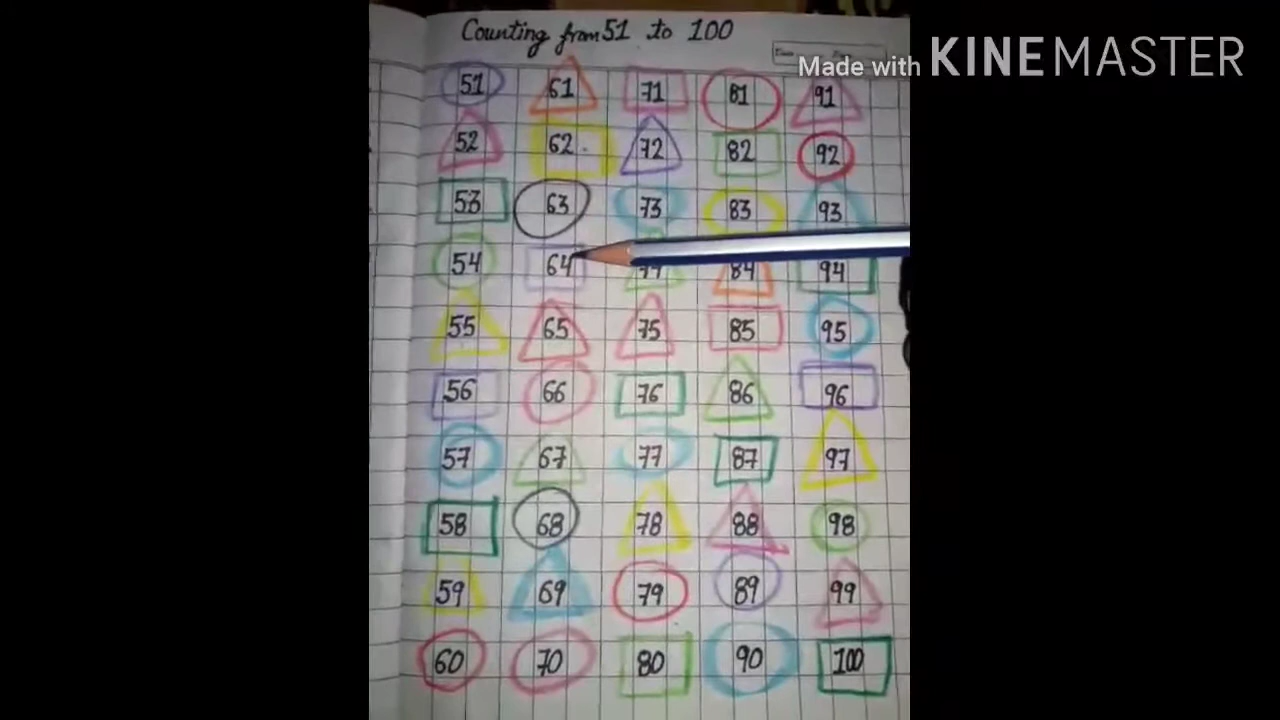 Counting from 51 to 100
Made with KINEMASTER
51 61 71 81 91
52 62 72 82 92
53 63 73 83 93
54 64 84 94
55 65 75 85 95
56 66 76 86 96
57 67 77 87 97
58 68 78 88 98
59 69 79 89 99
60 70 80 90 100